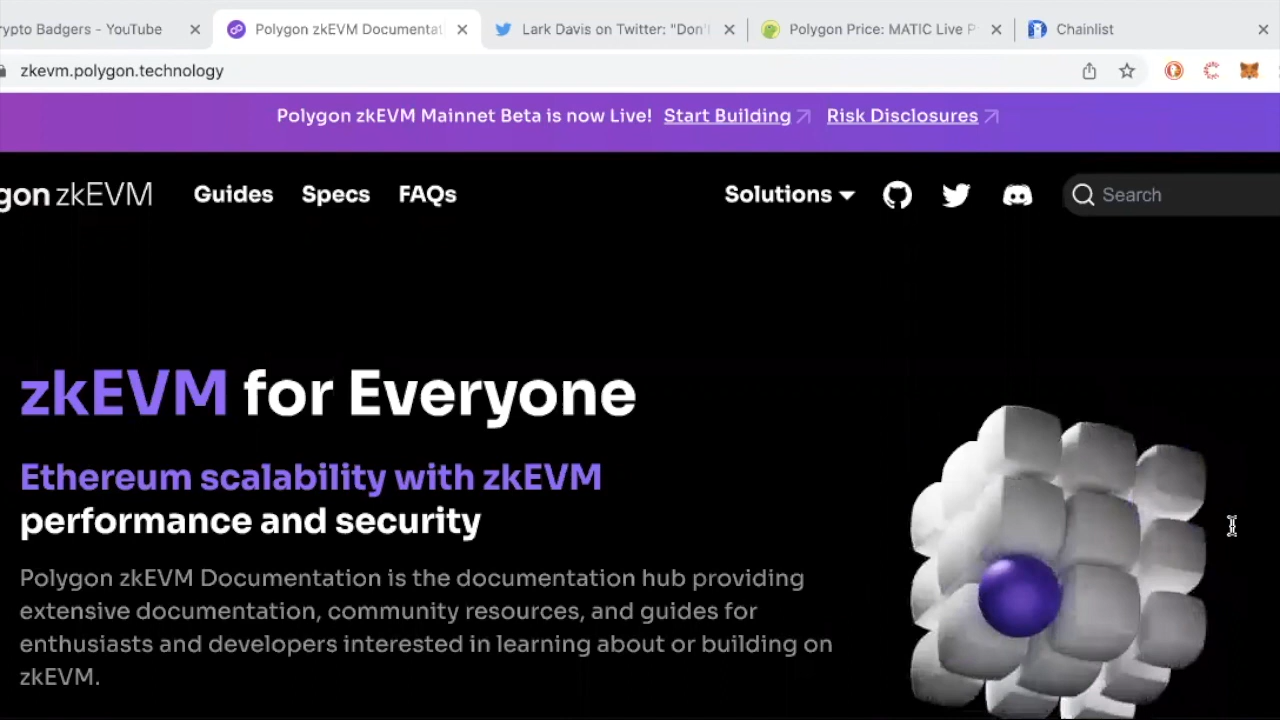 rypto Badgers - YouTube
Polygon zkEVM Documentat
Lark Davis on Twitter: "Don'
Polygon Price: MATIC Live P
Chainlist
zkevm.polygon.technology
Polygon zkEVM Mainnet Beta is now Live! Start Building Risk Disclosures
gon zkEVM
Guides
Specs
FAQs
Solutions
Search
zkEVM for Everyone
Ethereum scalability with zkEVM
performance and security
Polygon zkEVM Documentation is the documentation hub providing
extensive documentation, community resources, and guides for
enthusiasts and developers interested in learning about or building on
zkEVM.